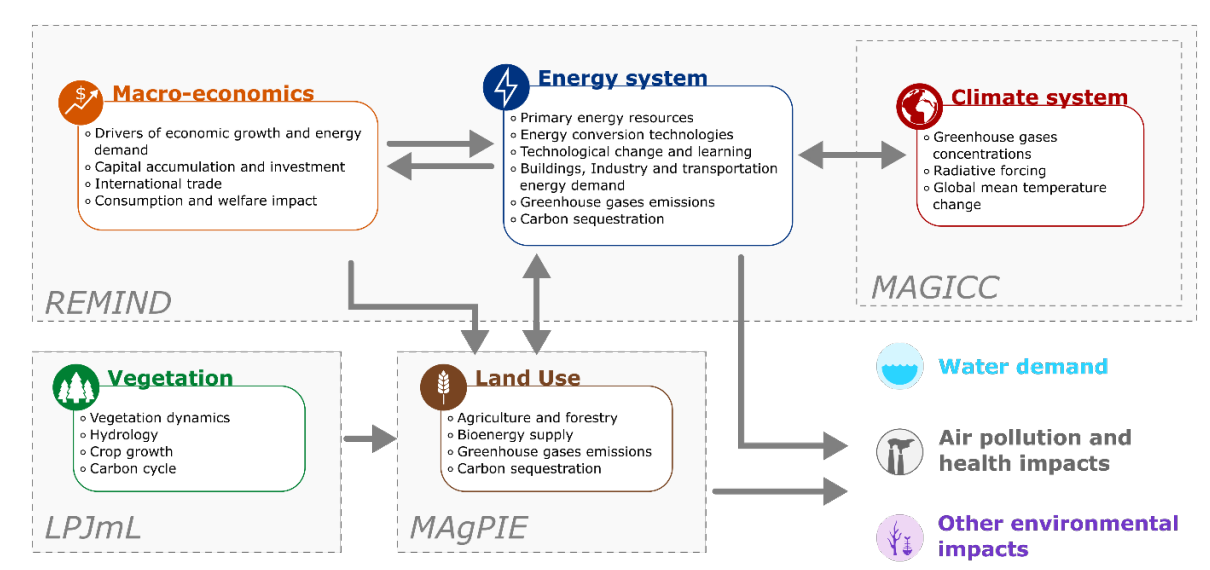 $
Macro-economics
Drivers of economic growth and energy
demand
Capital accumulation and investment
International trade
Consumption and welfare impact
Energy system
Primary energy resources
Energy conversion technologies
Technological change and learning
Buildings, Industry and transportation
energy demand
Greenhouse gases emissions
Carbon sequestration
Climate system
Greenhouse gases
concentrations
Radiative forcing
Global mean temperature
change
REMIND
MAGICC
Vegetation
Vegetation dynamics
Hydrology
Crop growth
Carbon cycle
LPJmL
Land Use
Agriculture and forestry
Bioenergy supply
Greenhouse gases emissions
Carbon sequestration
MAgPIE
Water demand
Air pollution and
health impacts
Other environmental
impacts